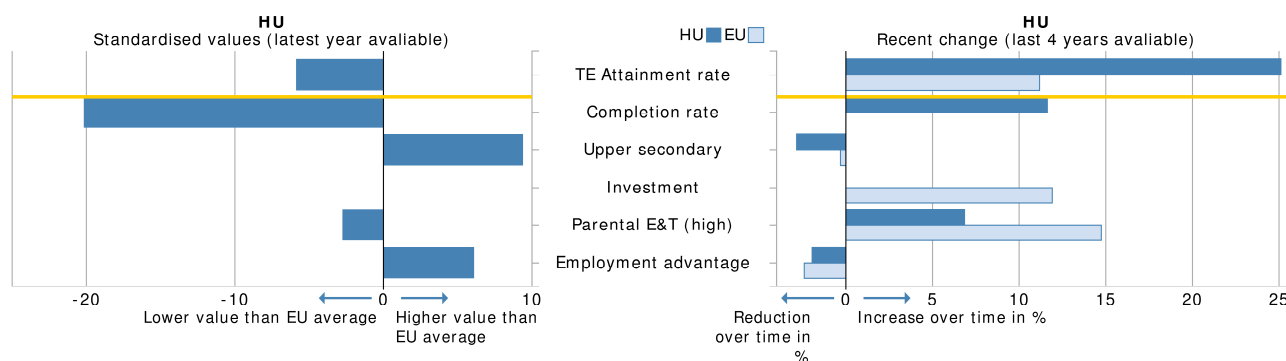 HU
Standardised values (latest year avaliable)
HU EU
HU
Recent change (last 4 years avaliable)
TE Attainment rate
Completion rate
Upper secondary
Investment
Parental E&T (high)
Employment advantage
-20 -10 0 10
Lower value than EU average
Higher value than
EU average
0 5 10 15 20 25
Reduction
over time in
%
Increase over time in %